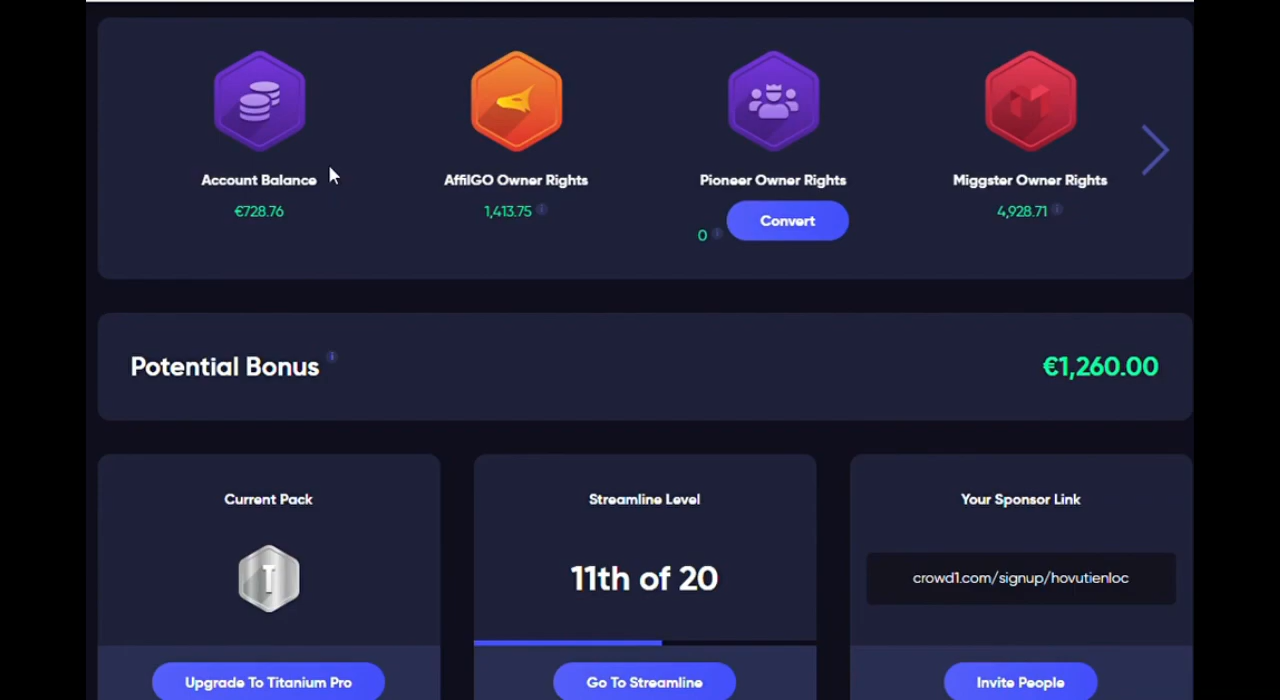 Account Balance
€728.76
AffilGO Owner Rights
1,413.75
Pioneer Owner Rights
0
Convert
Miggster Owner Rights
4,928.71
Potential Bonus
€1,260.00
Current Pack
T
Upgrade To Titanium Pro
Streamline Level
11th of 20
Go To Streamline
Your Sponsor Link
crowd1.com/signup/hovutienloc
Invite People